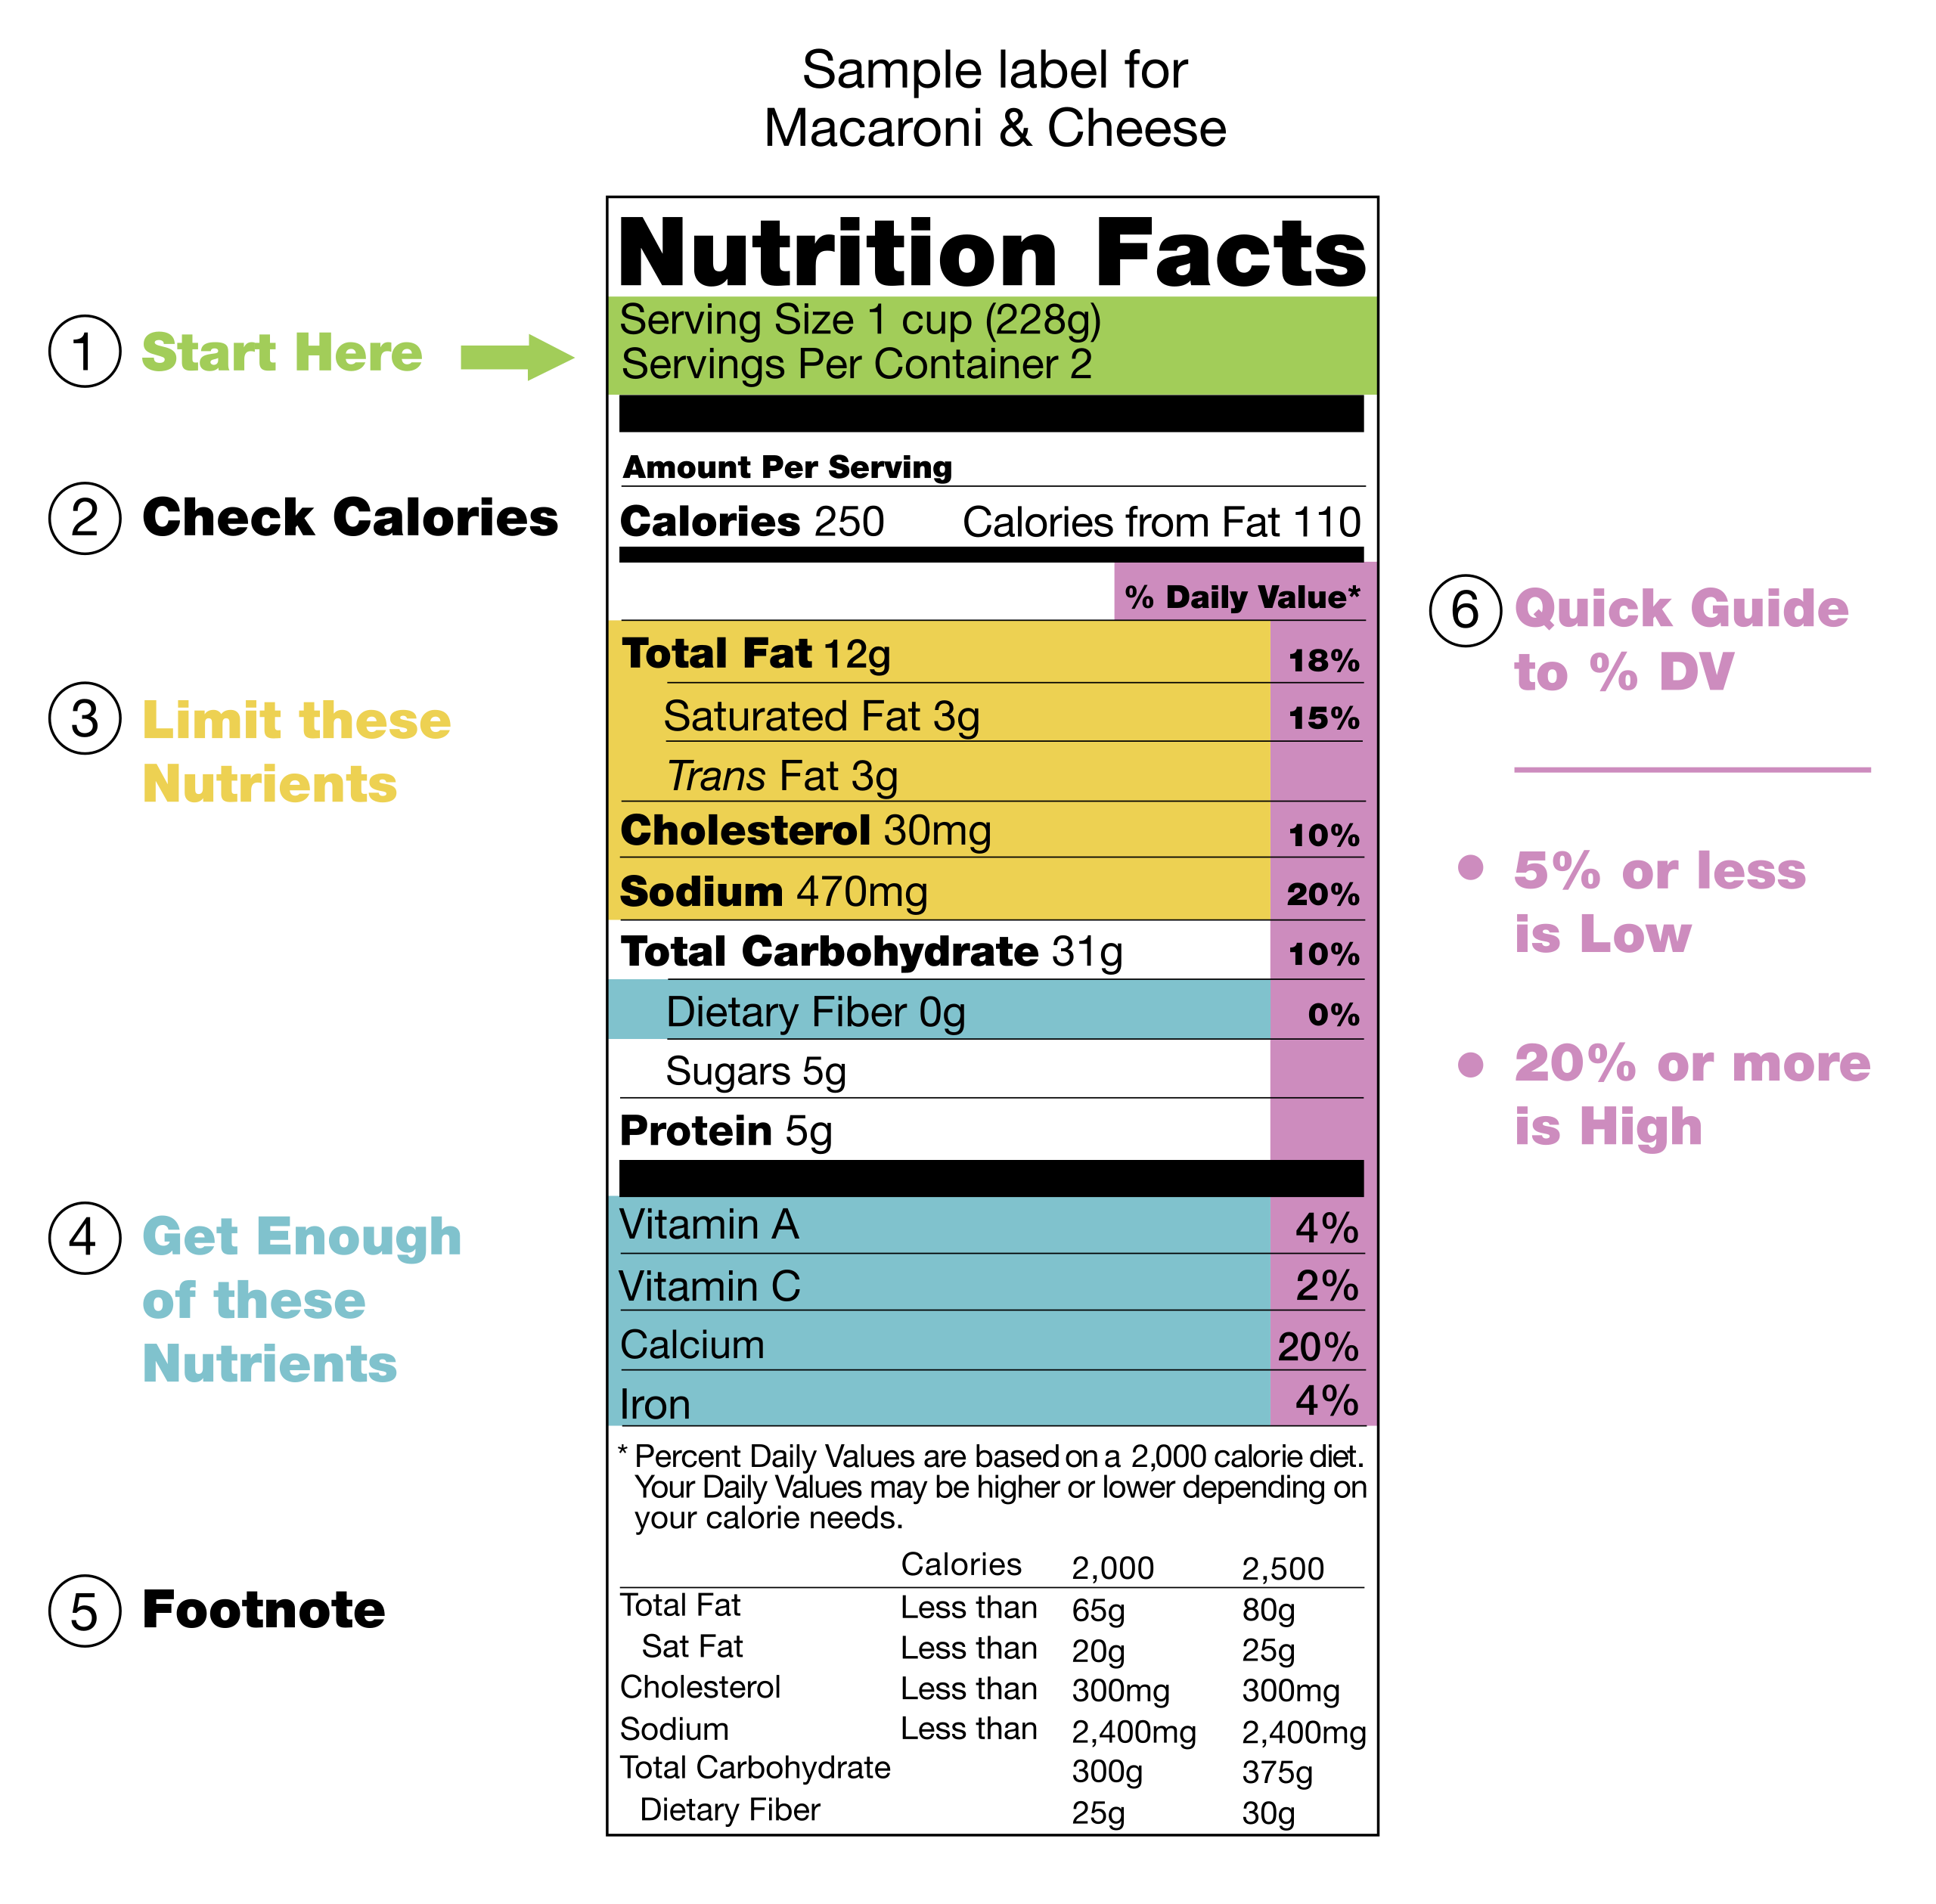 Sample label for
Macaroni & Cheese
Nutrition Facts
1 Start Here
Serving Size 1 cup (228g)
Servings Per Container 2
Amount Per Serving
2 Check Calories
Calories 250 Calories from Fat 110
% Daily Value*
3 Limit these
Nutrients
Total Fat 12g 18%
Saturated Fat 3g 15%
Trans Fat 3g
Cholesterol 30mg 10%
Sodium 470mg 20%
Total Carbohydrate 31g 10%
Dietary Fiber 0g 0%
Sugars 5g
Protein 5g
4 Get Enough
of these
Nutrients
Vitamin A 4%
Vitamin C 2%
Calcium 20%
Iron 4%
5 Footnote
* Percent Daily Values are based on a 2,000 calorie diet.
Your Daily Values may be higher or lower depending on
your calorie needs.
Calories 2,000 2,500
Total Fat Less than 65g 80g
Sat Fat Less than 20g 25g
Cholesterol Less than 300mg 300mg
Sodium Less than 2,400mg 2,400mg
Total Carbohydrate 300g 375g
Dietary Fiber 25g 30g
6 Quick Guide
to % DV
• 5% or less
is Low
• 20% or more
is High